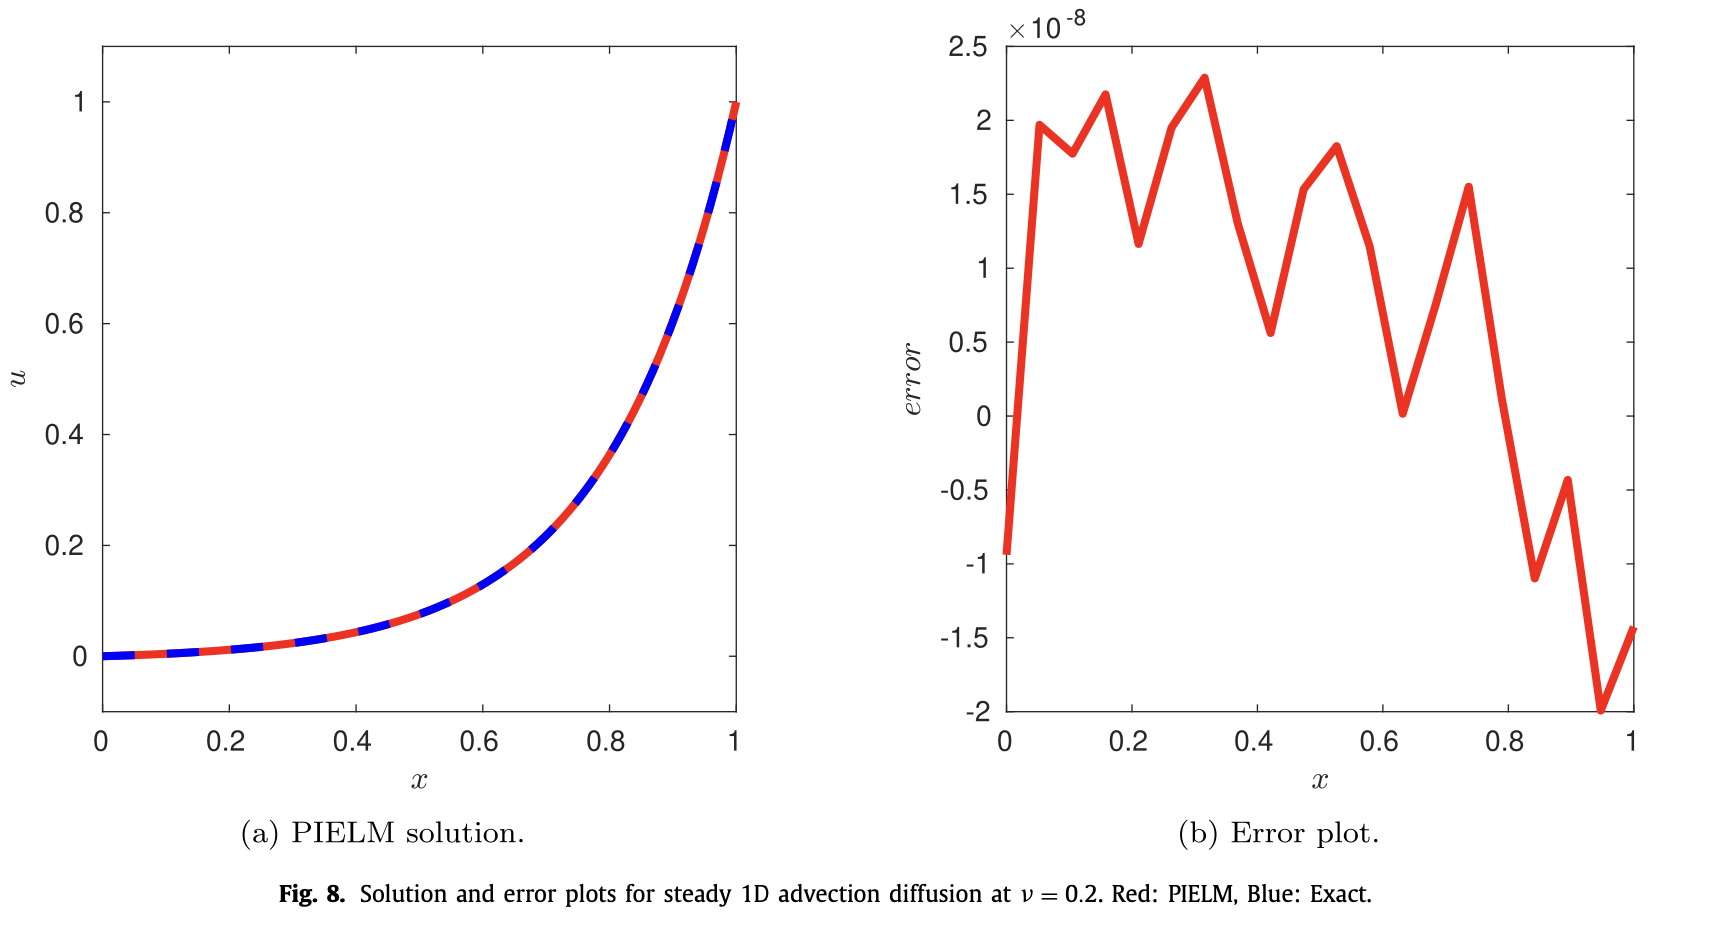 1
0.8
0.6
0.4
0.2
0
u
0 0.2 0.4 0.6 0.8 1
x
(a) PIELM solution.
×10⁻⁸
2.5
2
1.5
1
0.5
0
-0.5
-1
-1.5
-2
error
0 0.2 0.4 0.6 0.8 1
x
(b) Error plot.
Fig. 8. Solution and error plots for steady 1D advection diffusion at ν = 0.2. Red: PIELM, Blue: Exact.